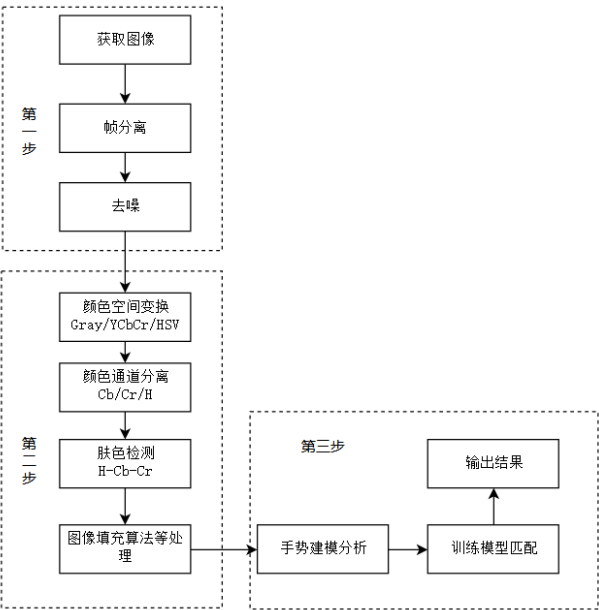 获取图像
第一步
帧分离
去噪
颜色空间变换
Gray/YCbCr/HSV
颜色通道分离
Cb/Cr/H
第二步
肤色检测
H-Cb-Cr
图像填充算法等处
理
第三步
手势建模分析
训练模型匹配
输出结果